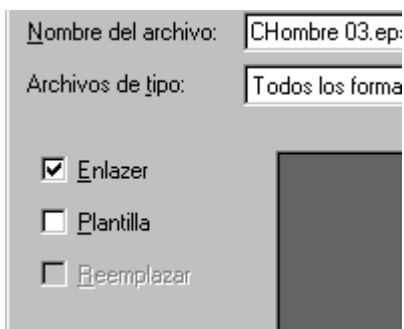 Nombre del archivo: CHombre 03.ep
Archivos de tipo: Todos los forma
Enlazer
Plantilla
Reemplazar